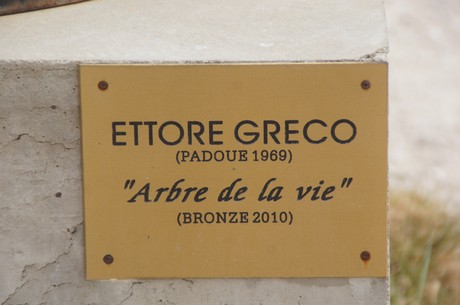 ETTORE GRECO
(PADOUE 1969)
"Arbre de la vie"
(BRONZE 2010)